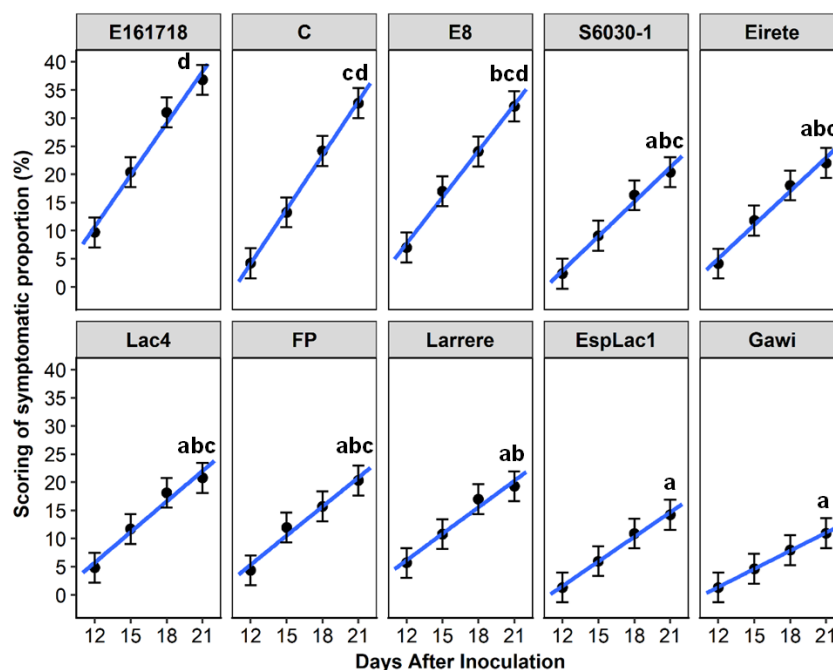 E161718 C E8 S6030-1 Eirete
d cd bcd abc abc
40
35
30
25
20
15
10
5
0
Scoring of symptomatic proportion (%)
Lac4 FP Larrere EspLac1 Gawi
abc abc ab a a
40
35
30
25
20
15
10
5
0
12 15 18 21 12 15 18 21 12 15 18 21 12 15 18 21 12 15 18 21
Days After Inoculation